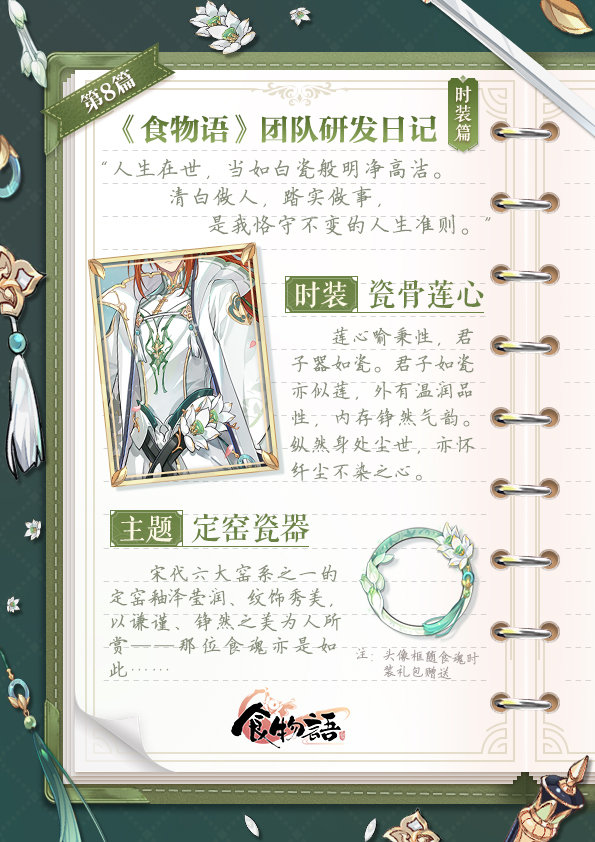 第8篇
《食物语》团队研发日记
时装篇
“人生在世，当如白瓷般明净高洁。
清白做人，踏实做事，
是我恪守不变的人生准则。”
时装 瓷骨莲心
莲心喻秉性，君
子器如瓷。君子如瓷
亦似莲，外有温润品
性，内存铮然气韵。
纵然身处尘世，亦怀
纤尘不染之心。
主题 定窑瓷器
宋代六大窑系之一的
定窑釉泽莹润、纹饰秀美，
以谦谨、铮然之美为人所
赏——那位食魂亦是如
此……
注：头像框随食魂时
装礼包赠送
食物語